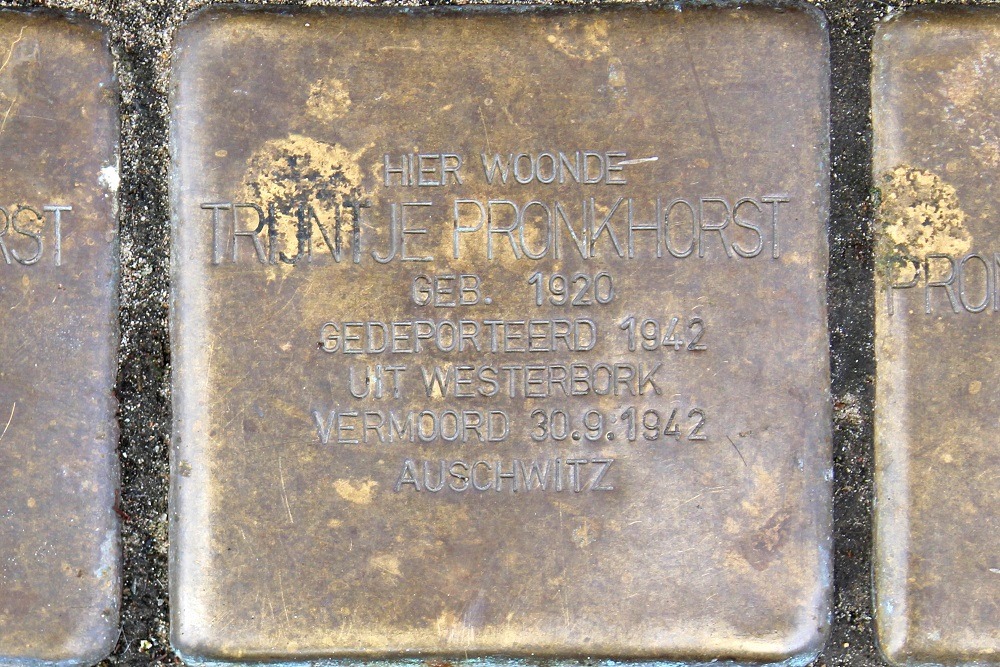 HIER WOONDE
TRIJNTJE PRONKHORST
GEB. 1920
GEDEPORTEERD 1942
UIT WESTERBORK
VERMOORD 30.9.1942
AUSCHWITZ